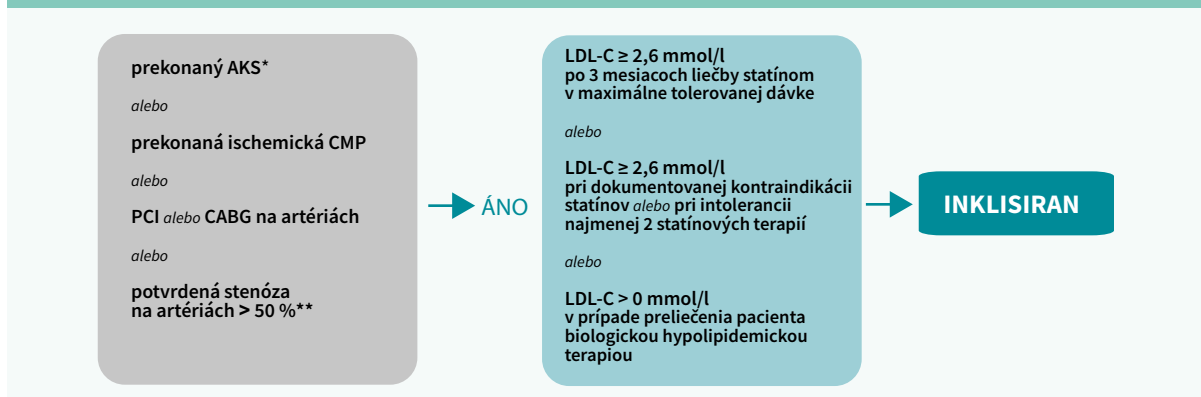 prekonaný AKS*
alebo
prekonaná ischemická CMP
alebo
PCI alebo CABG na artériách
alebo
potvrdená stenóza
na artériách > 50 %**
ÁNO
LDL-C ≥ 2,6 mmol/l
po 3 mesiacoch liečby statínom
v maximálne tolerovanej dávke
alebo
LDL-C ≥ 2,6 mmol/l
pri dokumentovanej kontraindikácii
statínov alebo pri intolerancii
najmenej 2 statínových terapií
alebo
LDL-C > 0 mmol/l
v prípade preliečenia pacienta
biologickou hypolipidemickou
terapiou
INKLISIRAN